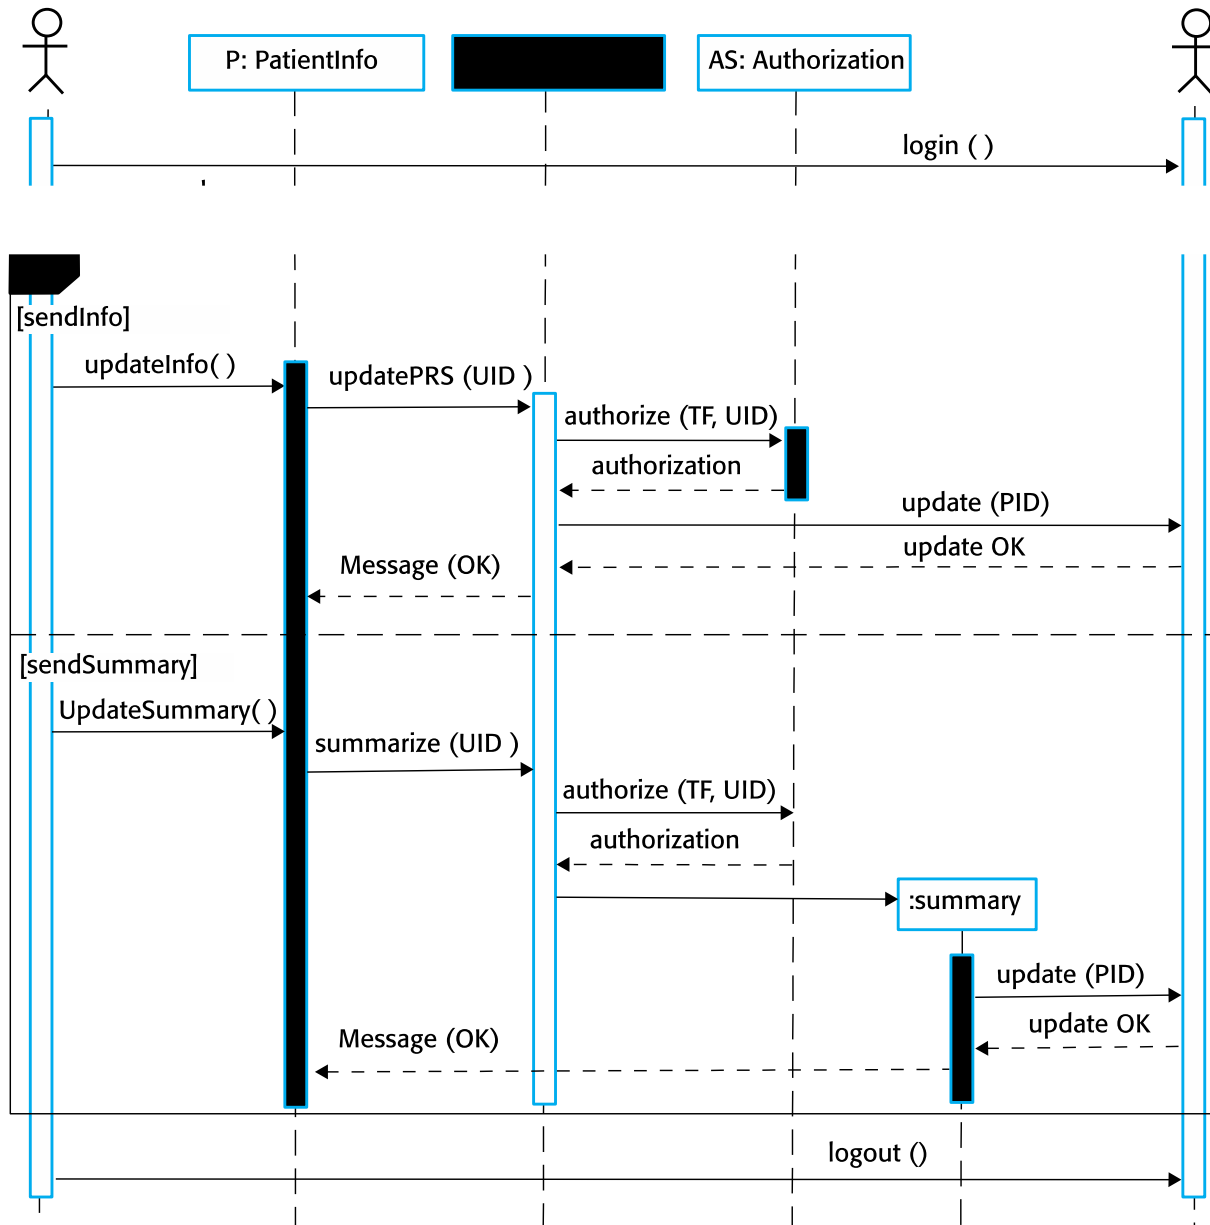 P: PatientInfo
AS: Authorization
login ( )
[sendInfo]
updateInfo( )
updatePRS (UID )
authorize (TF, UID)
authorization
update (PID)
update OK
Message (OK)
[sendSummary]
UpdateSummary( )
summarize (UID )
authorize (TF, UID)
authorization
:summary
update (PID)
update OK
Message (OK)
logout ()